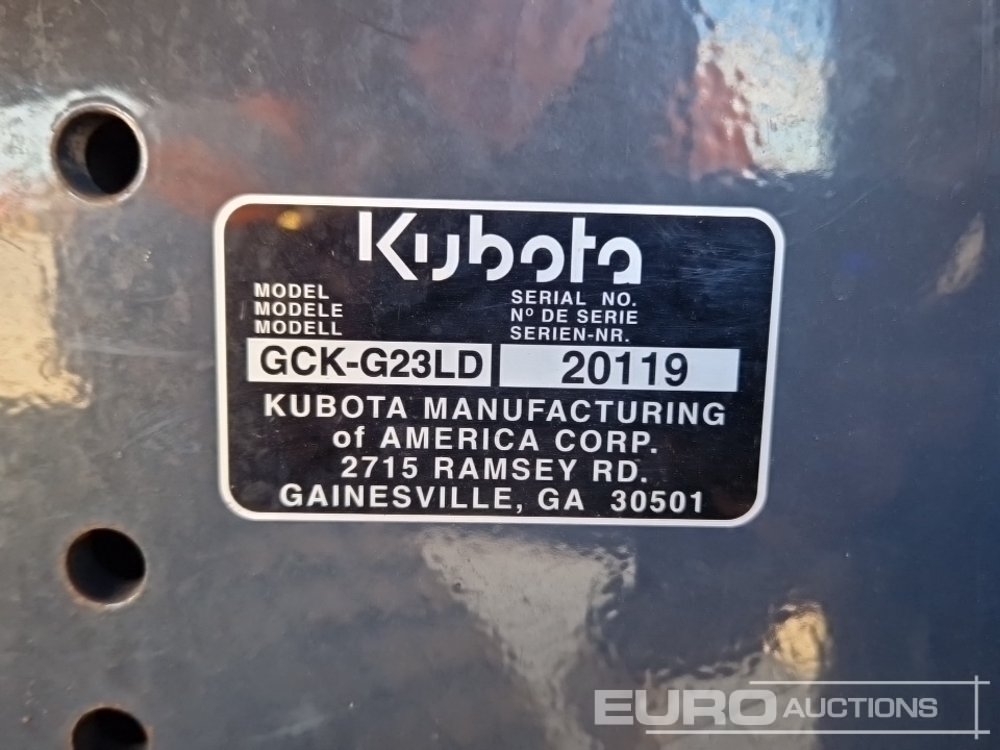 Kubota
MODEL
MODELE
MODELL
SERIAL NO.
Nº DE SERIE
SERIEN-NR.
GCK-G23LD
20119
KUBOTA MANUFACTURING
of AMERICA CORP.
2715 RAMSEY RD.
GAINESVILLE, GA 30501
EURO AUCTIONS